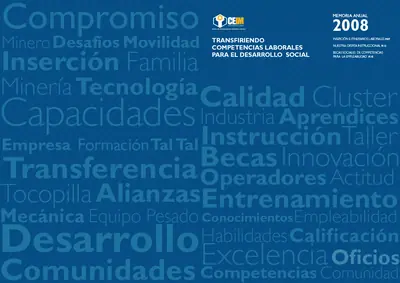 Compromiso
Minero Desafíos Movilidad
Inserción Familia
Minería Tecnología
Capacidades
Empresa Formación Tal Tal
Transferencia
Tocopilla Alianzas
Mecánica Equipo Pesado
Desarrollo
Comunidades
CEIM
TRANSFIRIENDO
COMPETENCIAS LABORALES
PARA EL DESARROLLO SOCIAL
MEMORIA ANUAL
2008
Calidad Cluster
Industria Aprendices
Instrucción Taller
Becas Innovación
Operadores Actitud
Entrenamiento
Conocimientos Empleabilidad
Habilidades Calificación
Excelencia Oficios
Competencias Comunidad